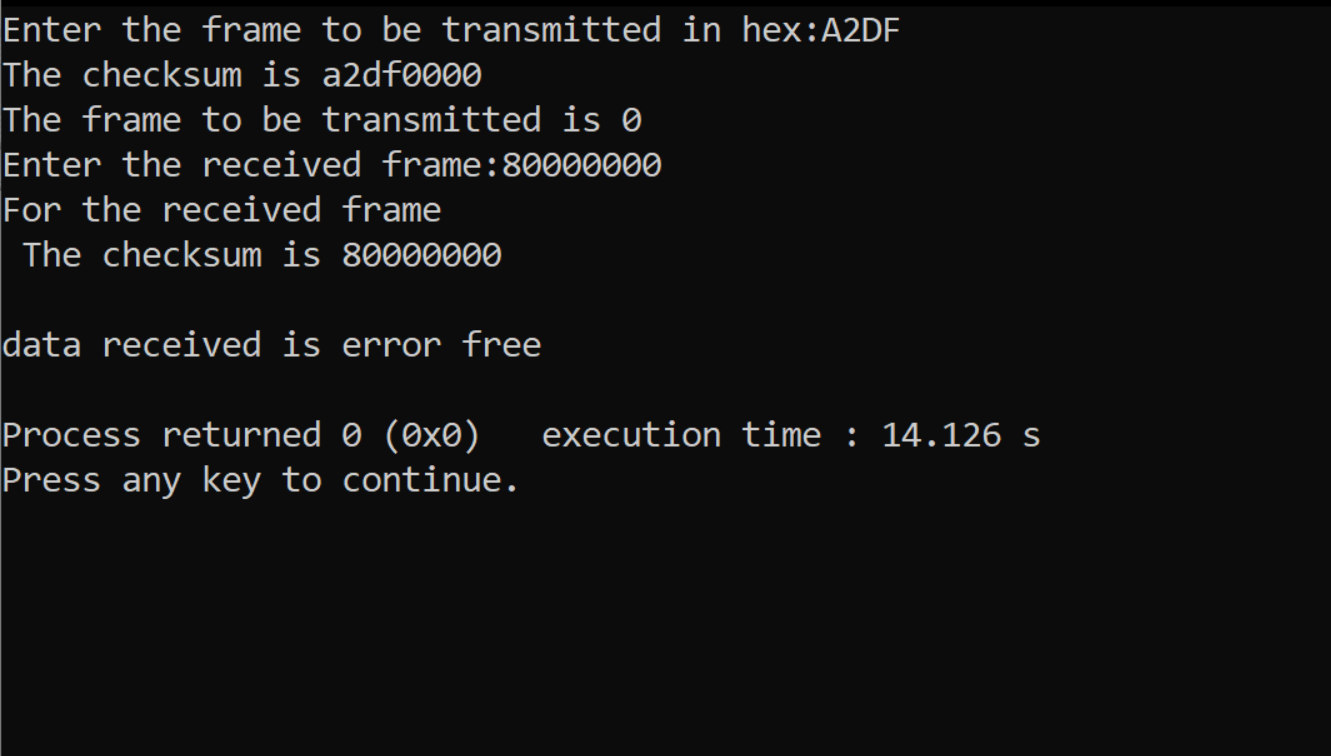 Enter the frame to be transmitted in hex:A2DF
The checksum is a2df0000
The frame to be transmitted is 0
Enter the received frame:80000000
For the received frame
 The checksum is 80000000
data received is error free
Process returned 0 (0x0)   execution time : 14.126 s
Press any key to continue.